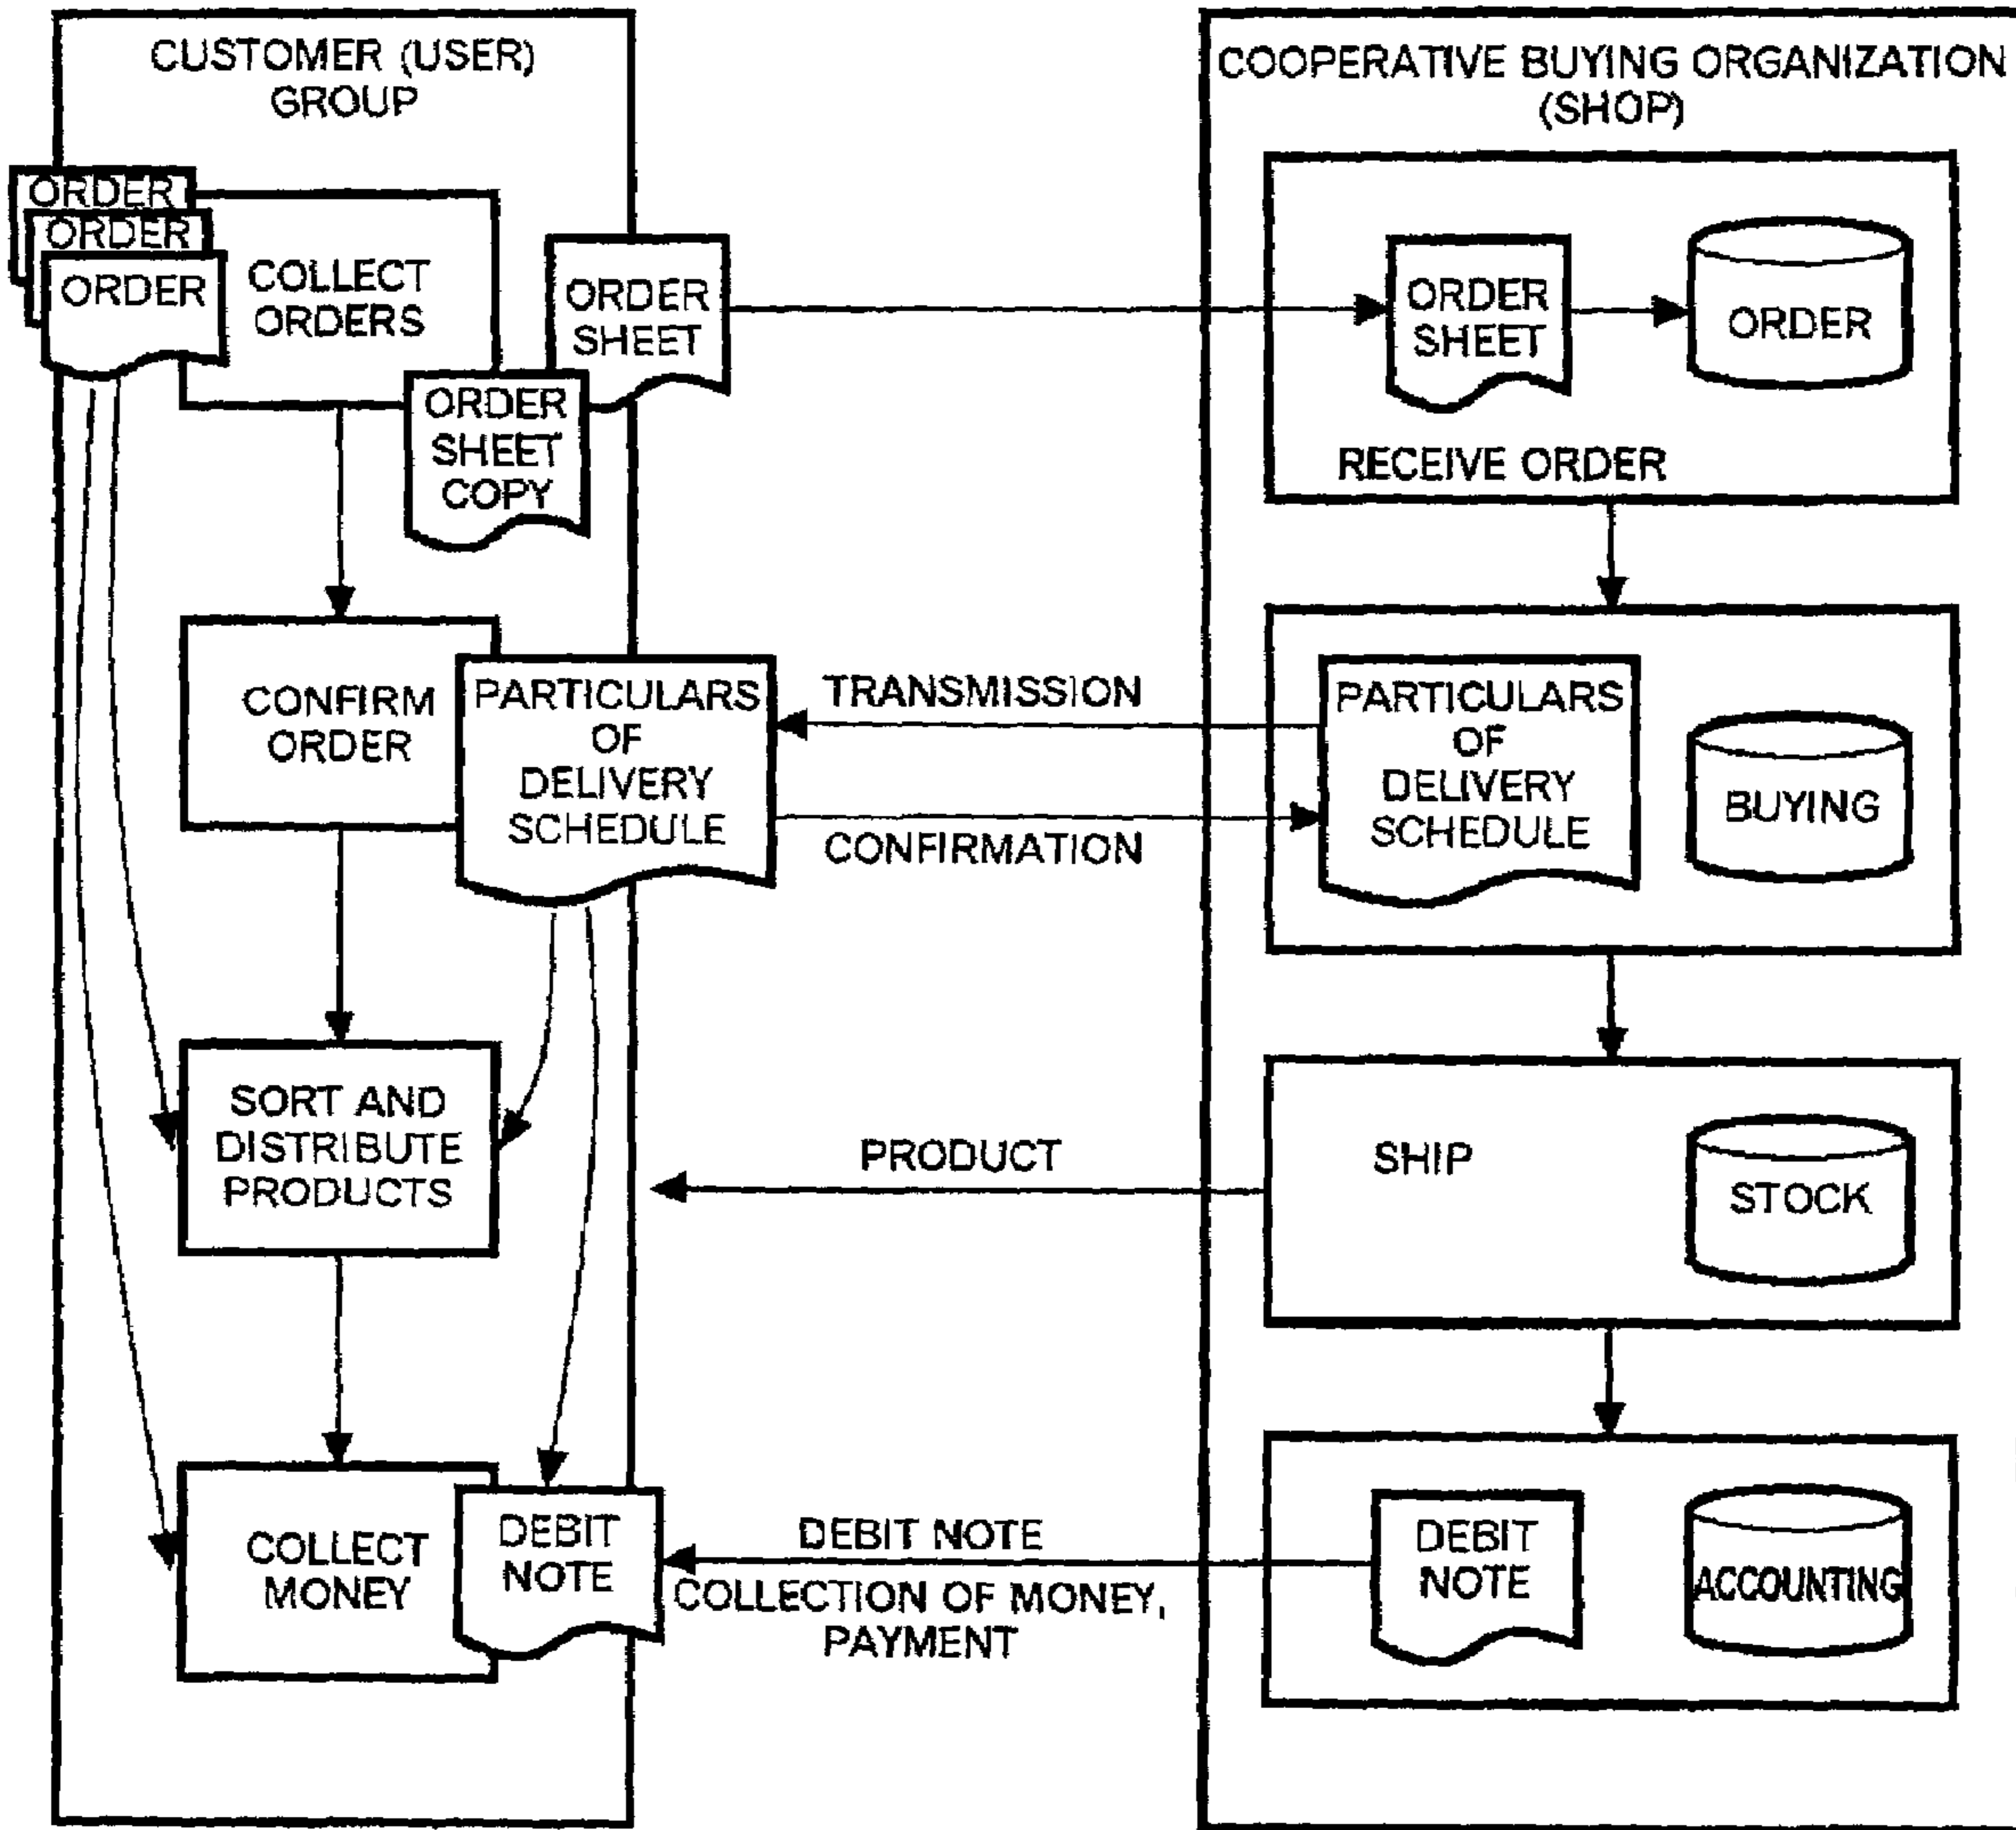 CUSTOMER (USER)
GROUP
ORDER
ORDER
ORDER
COLLECT
ORDERS
ORDER
SHEET
ORDER
SHEET
COPY
CONFIRM
ORDER
PARTICULARS
OF
DELIVERY
SCHEDULE
SORT AND
DISTRIBUTE
PRODUCTS
COLLECT
MONEY
DEBIT
NOTE
TRANSMISSION
CONFIRMATION
PRODUCT
DEBIT NOTE
COLLECTION OF MONEY,
PAYMENT
COOPERATIVE BUYING ORGANIZATION
(SHOP)
ORDER
SHEET
ORDER
RECEIVE ORDER
PARTICULARS
OF
DELIVERY
SCHEDULE
BUYING
SHIP
STOCK
DEBIT
NOTE
ACCOUNTING